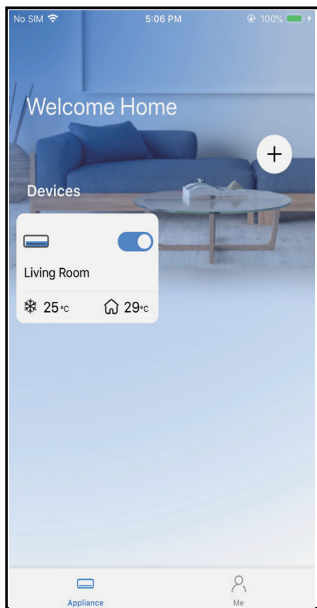 No SIM 5:06 PM 100%
Welcome Home
+
Devices
Living Room
25°C 29°C
Appliance Me